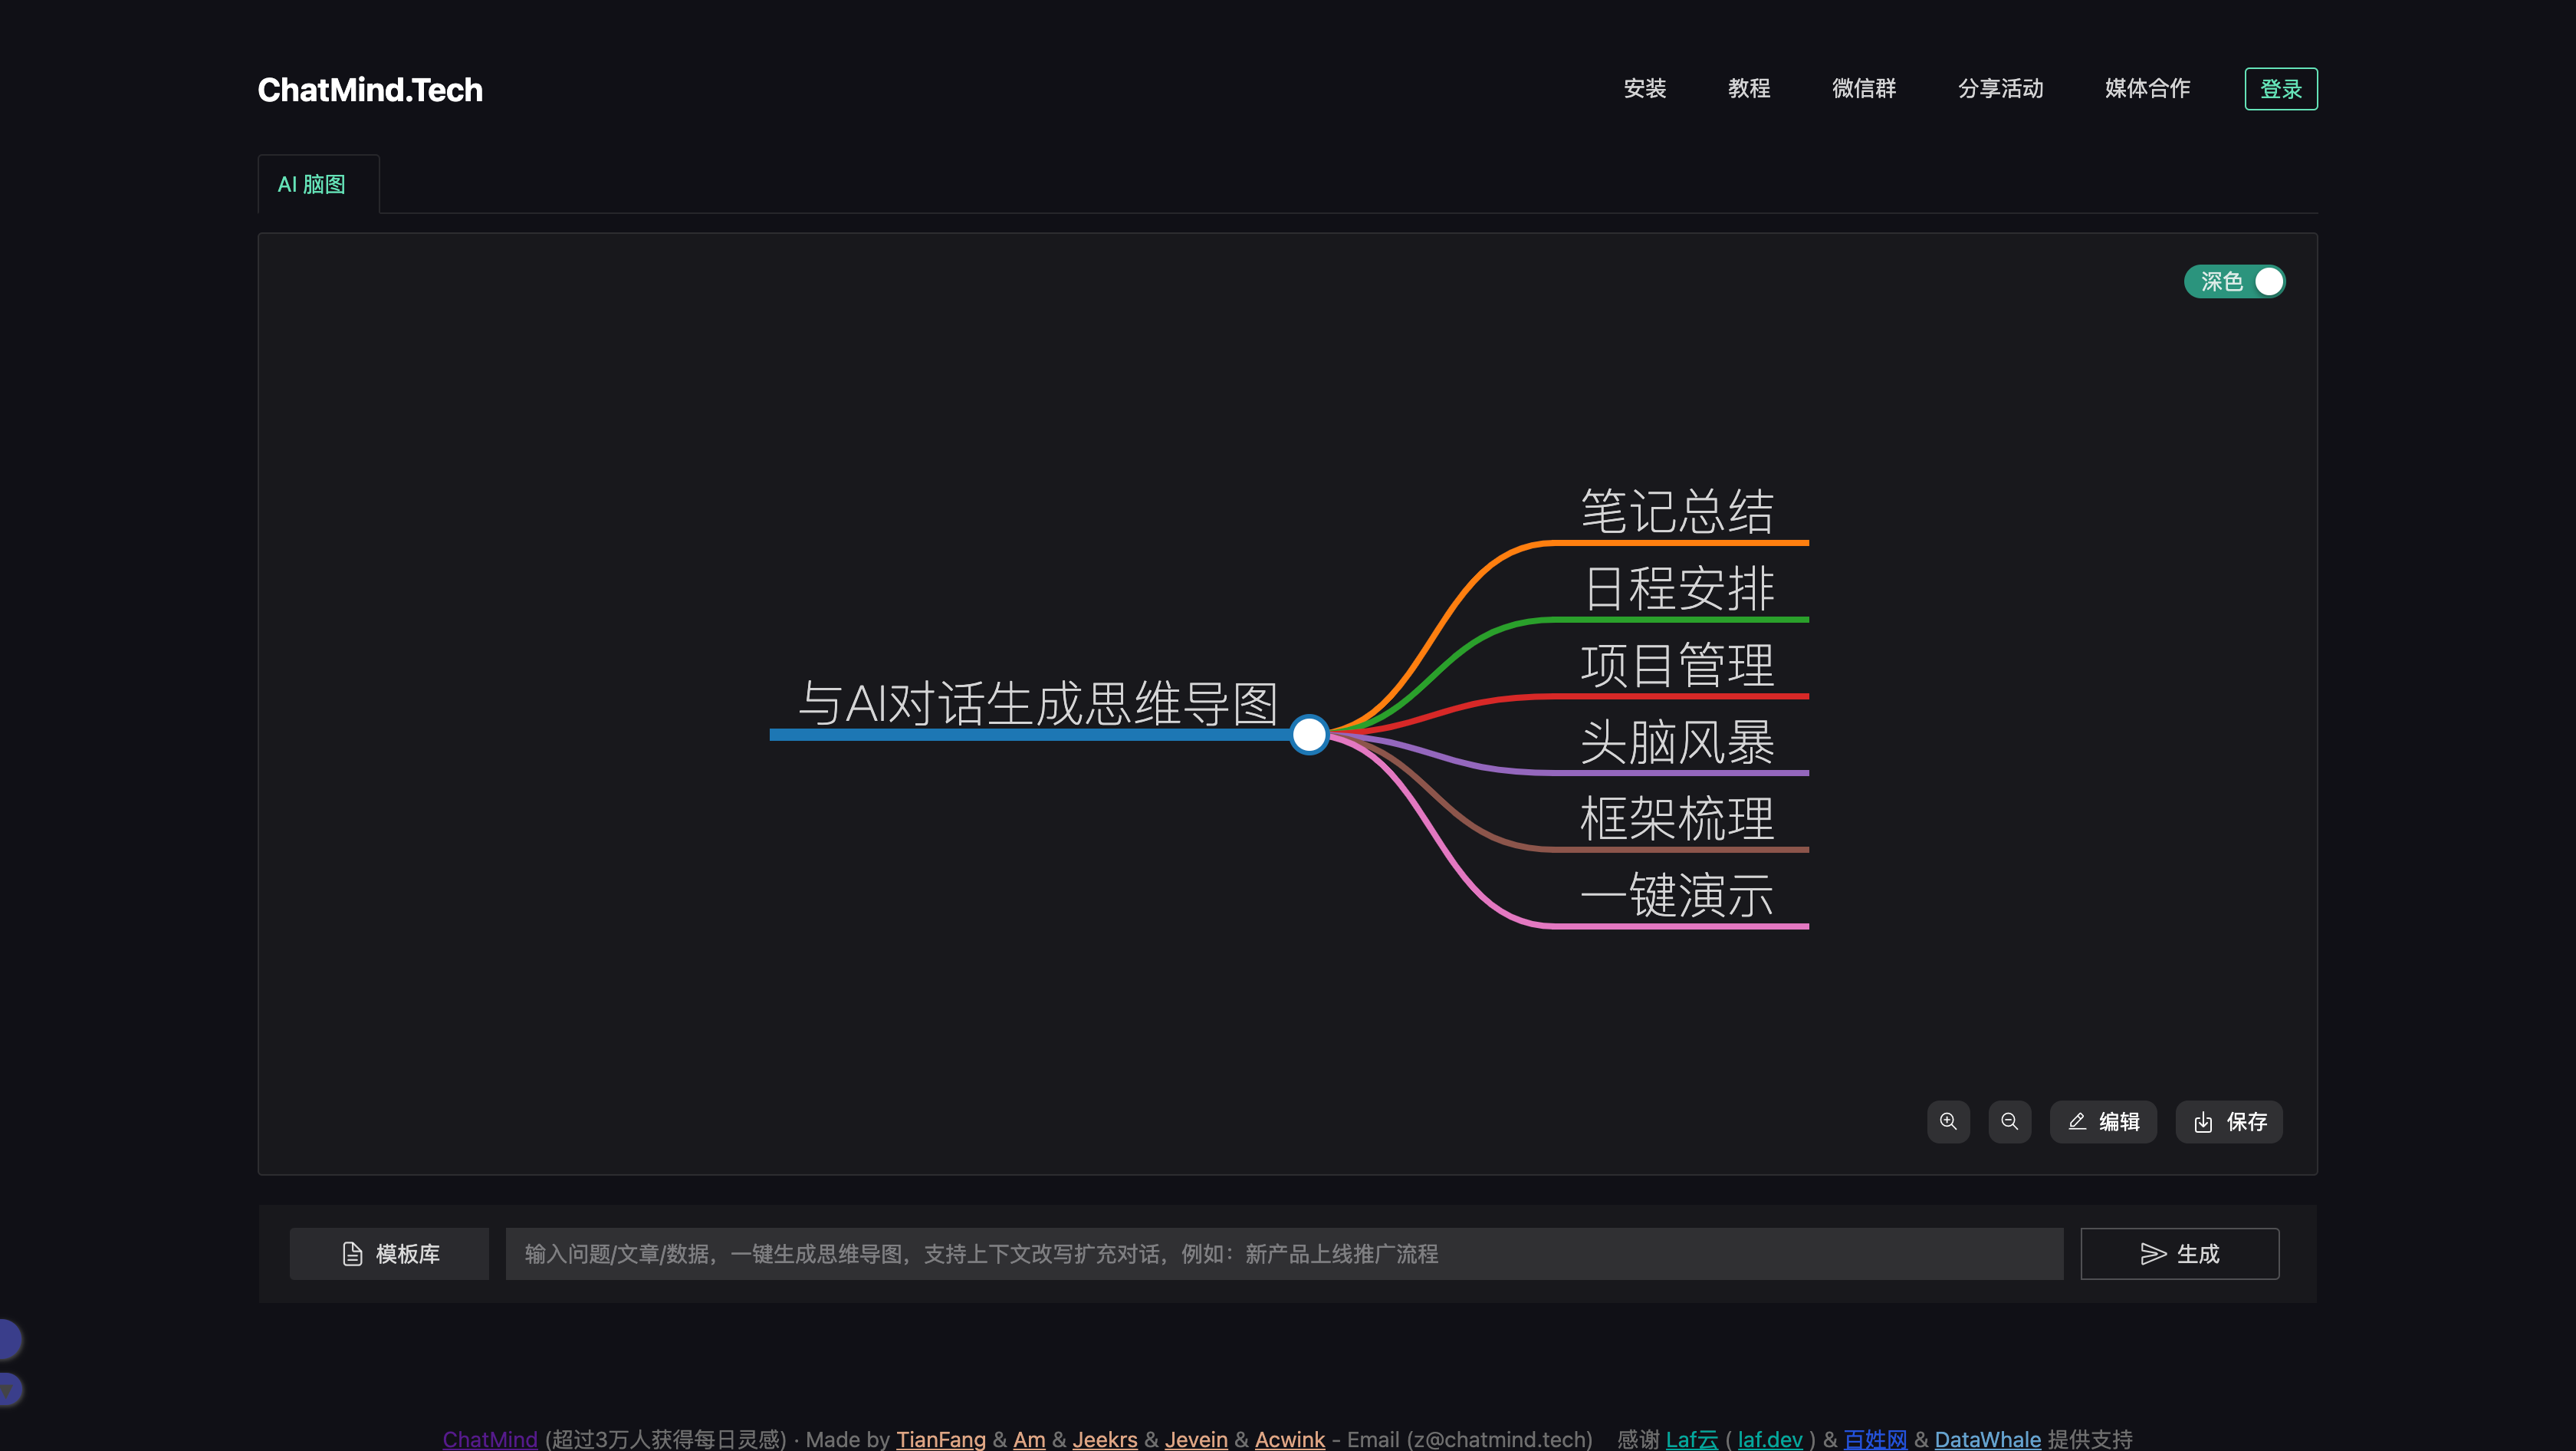 ChatMind.Tech
安装 教程 微信群 分享活动 媒体合作 登录
AI 脑图
深色
与AI对话生成思维导图
笔记总结
日程安排
项目管理
头脑风暴
框架梳理
一键演示
编辑 保存
模板库 输入问题/文章/数据，一键生成思维导图，支持上下文改写扩充对话，例如：新产品上线推广流程 生成
ChatMind (超过3万人获得每日灵感) · Made by TianFang & Am & Jeekrs & Jevein & Acwink - Email (z@chatmind.tech) 感谢 Laf云 ( laf.dev ) & 百姓网 & DataWhale 提供支持